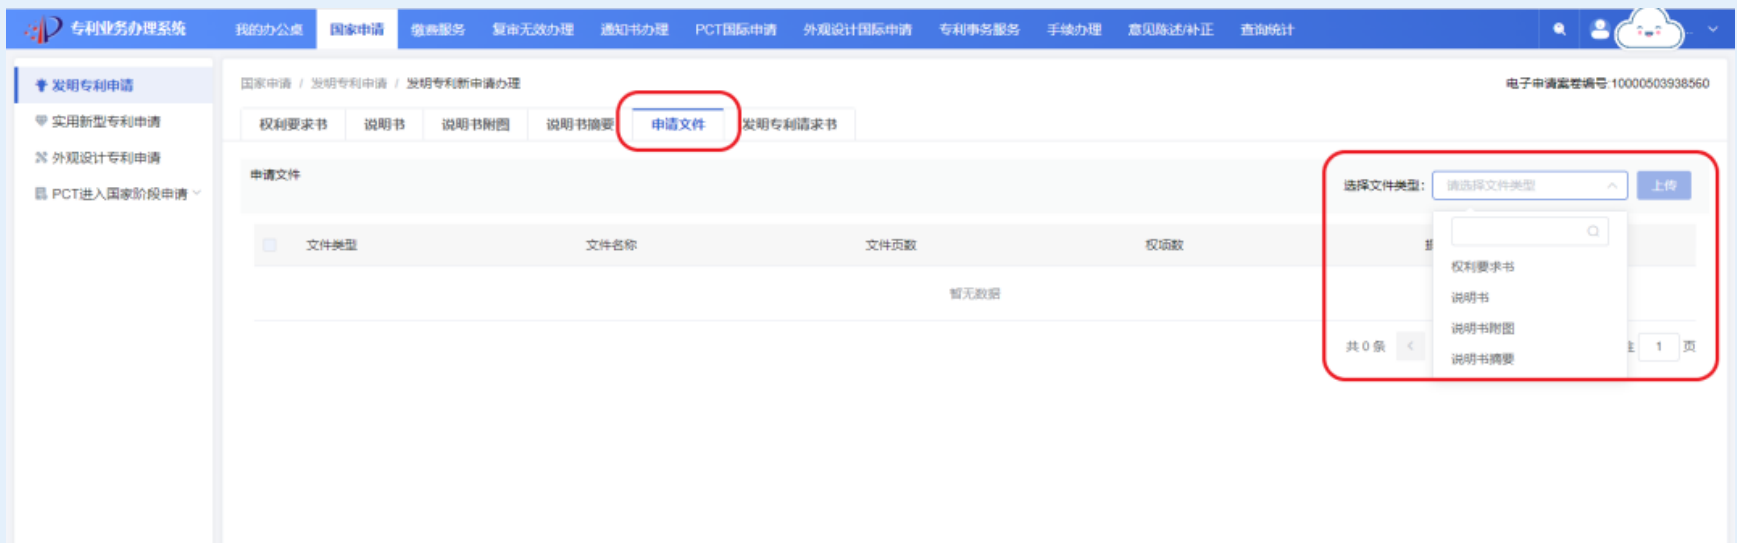 专利业务办理系统 我的办公桌 国家申请 缴费服务 复审无效办理 通知书办理 PCT国际申请 外观设计国际申请 专利事务服务 手续办理 意见陈述/补正 查询统计
发明专利申请
实用新型专利申请
外观设计专利申请
PCT进入国家阶段申请
国家申请 / 发明专利申请 / 发明专利新申请办理
电子申请案卷编号:10000503938560
权利要求书 说明书 说明书附图 说明书摘要 申请文件 发明专利请求书
申请文件
选择文件类型: 请选择文件类型 上传
文件类型 文件名称 文件页数 权项数
暂无数据
权利要求书
说明书
说明书附图
说明书摘要
共 0 条 1 页